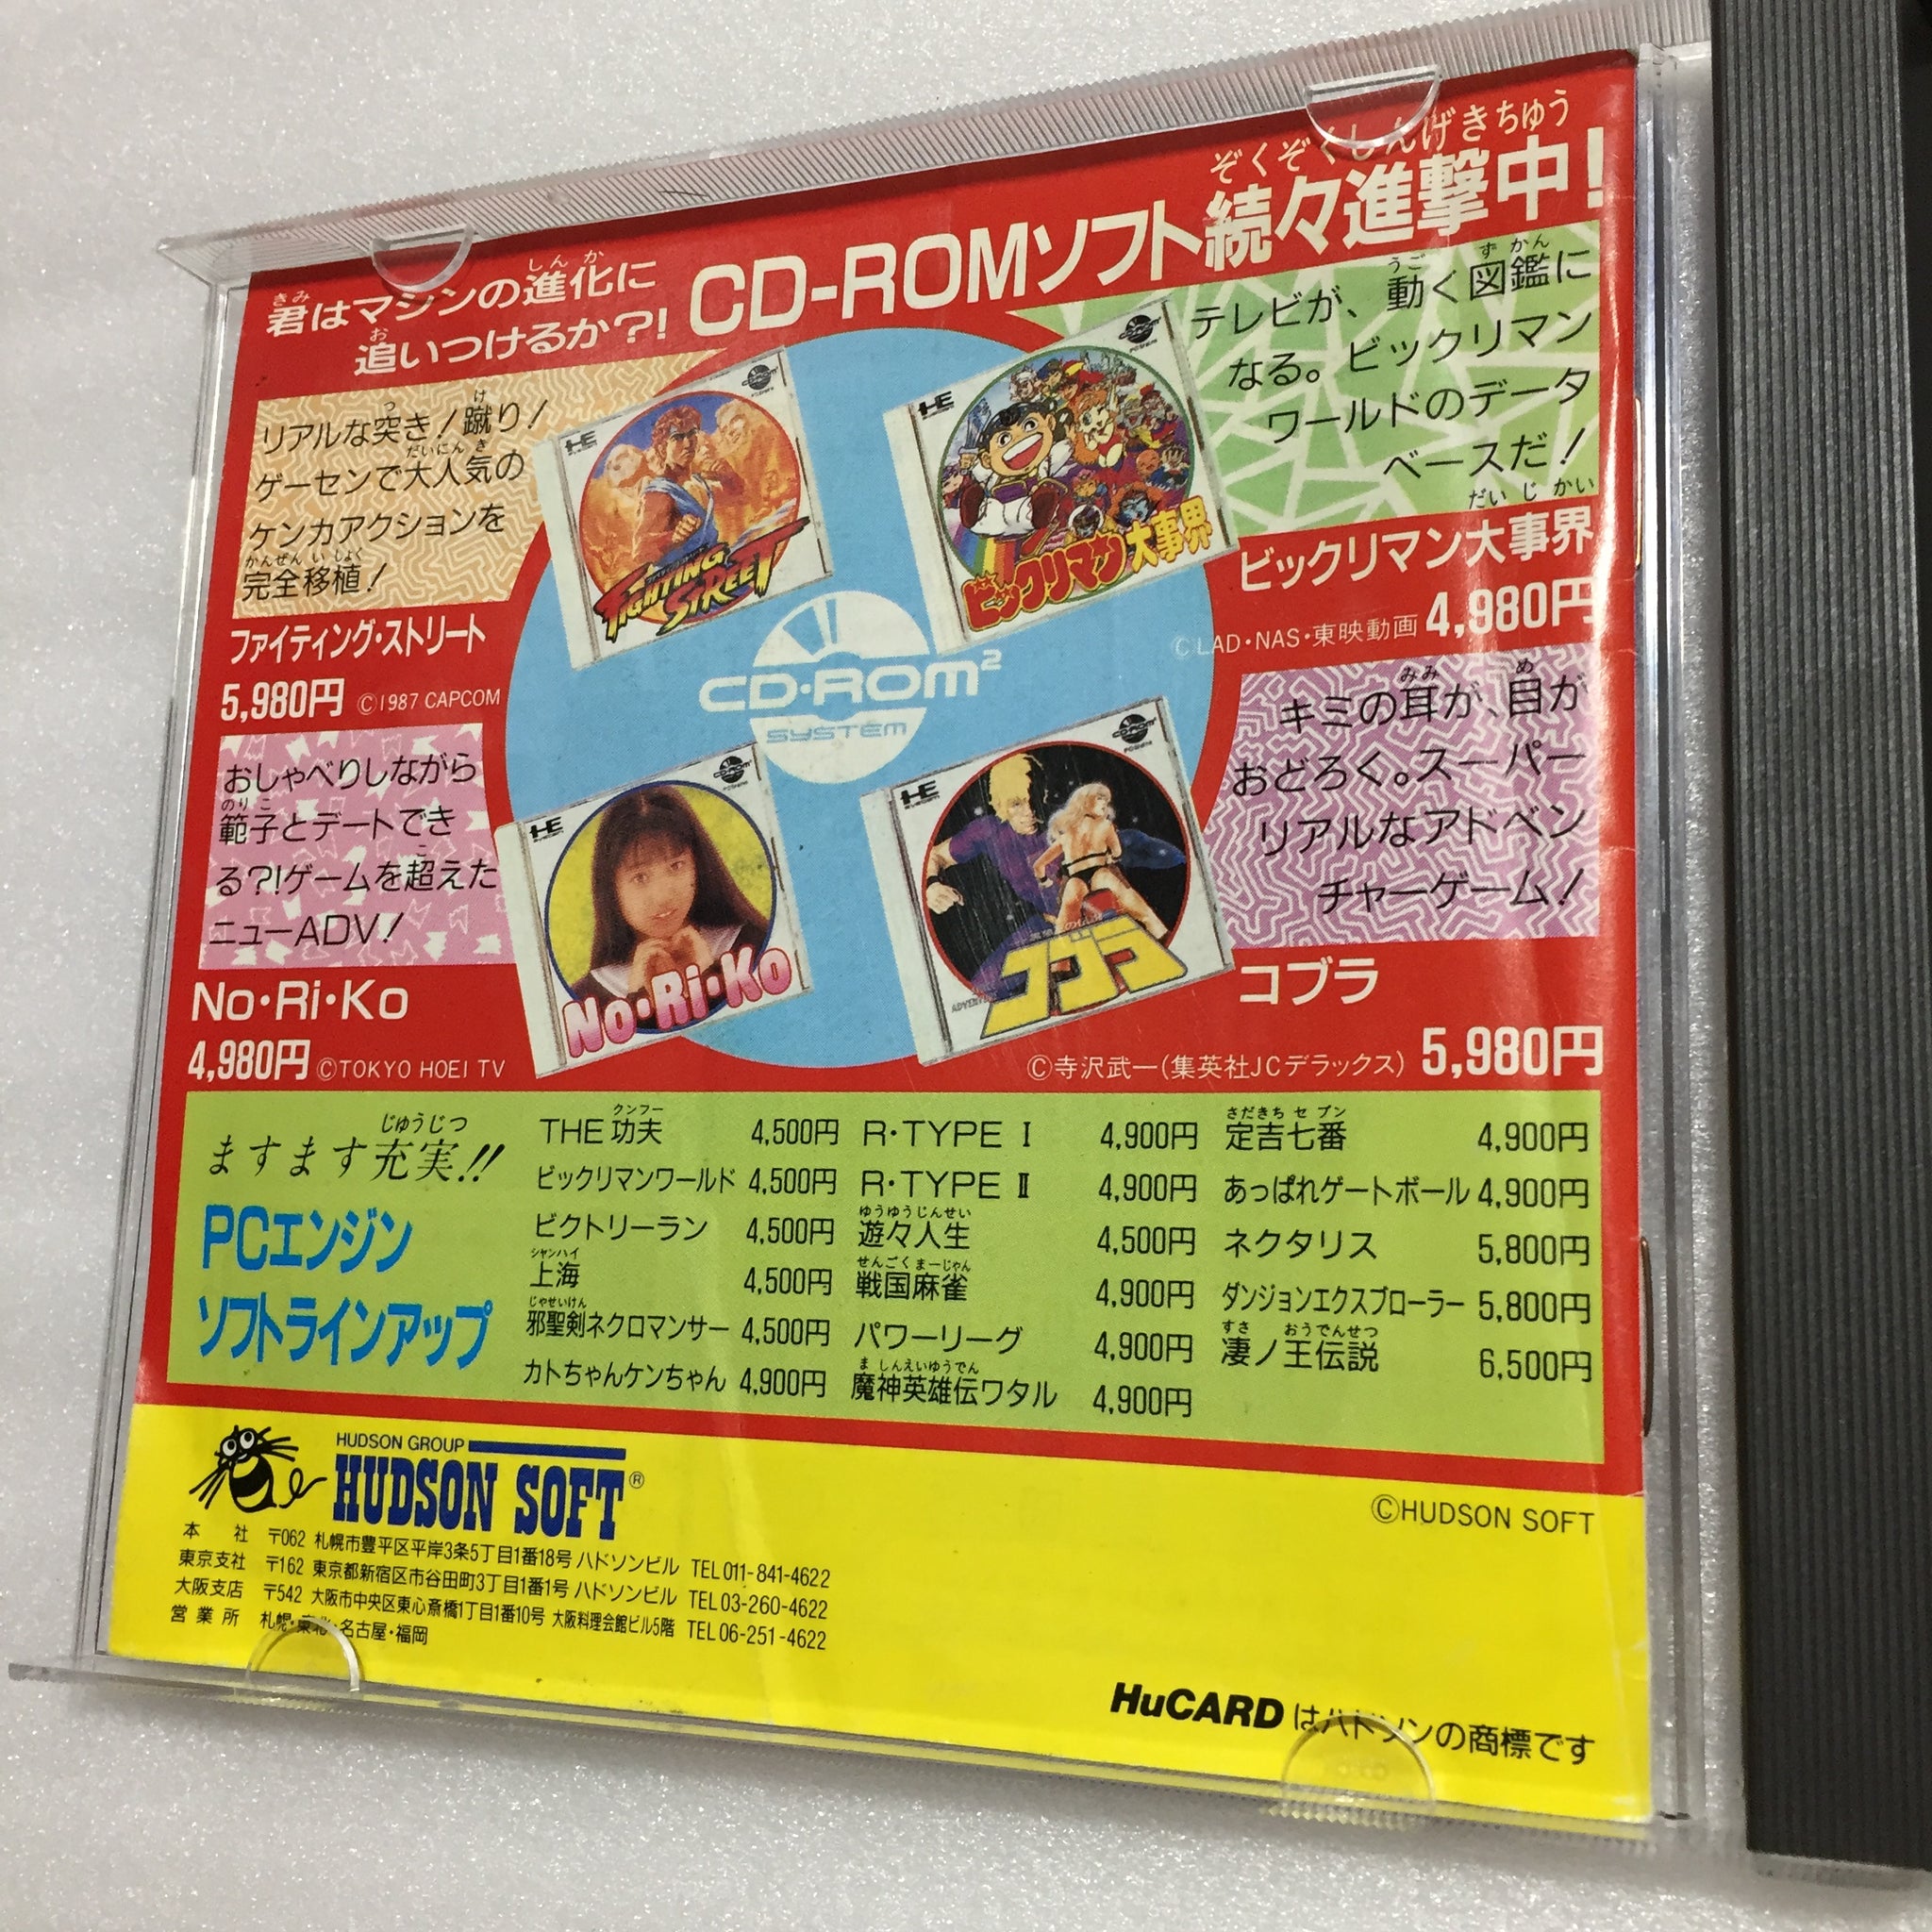 君はマシンの進化に
追いつけるか?!
CD-ROMソフト続々進撃中!
きみ
しんか
お
ぞくぞくしんげきちゅう
リアルな突き!蹴り!
ゲーセンで大人気の
ケンカアクションを
完全移植!
つ
け
だいにんき
かんぜんいしょく
ファイティング・ストリート
5,980円 ©1987 CAPCOM
FIGHTING
STREET
テレビが、動く図鑑に
なる。ビックリマン
ワールドのデータ
ベースだ!
うご
ずかん
だいじかい
ビックリマン大事界
©LAD・NAS・東映動画 4,980円
ビックリマン大事界
CD・ROM²
SYSTEM
おしゃべりしながら
範子とデートでき
る?!ゲームを超えた
ニューADV!
のりこ
こ
No・Ri・Ko
4,980円 ©TOKYO HOEI TV
No・Ri・Ko
キミの耳が、目が
おどろく。スーパー
リアルなアドベン
チャーゲーム!
みみ
め
コブラ
©寺沢武一(集英社JCデラックス) 5,980円
コブラ
じゅうじつ
ますます充実!!
PCエンジン
ソフトラインアップ
クンフー
THE 功夫 4,500円
ビックリマンワールド 4,500円
ビクトリーラン 4,500円
シャンハイ
上海 4,500円
じゃせいけん
邪聖剣ネクロマンサー 4,500円
カトちゃんケンちゃん 4,900円
R・TYPE I 4,900円
R・TYPE II 4,900円
ゆうゆうじんせい
遊々人生 4,500円
せんごくまーじゃん
戦国麻雀 4,900円
パワーリーグ 4,900円
ましんえいゆうでん
魔神英雄伝ワタル 4,900円
さだきちセブン
定吉七番 4,900円
あっぱれゲートボール 4,900円
ネクタリス 5,800円
ダンジョンエクスプローラー 5,800円
すさ おうでんせつ
凄ノ王伝説 6,500円
HUDSON GROUP
HUDSON SOFT®
©HUDSON SOFT
本社 〒062 札幌市豊平区平岸3条5丁目1番18号 ハドソンビル TEL 011-841-4622
東京支社 〒162 東京都新宿区市谷田町3丁目1番1号 ハドソンビル TEL 03-260-4622
大阪支店 〒542 大阪市中央区東心斎橋1丁目1番10号 大阪料理会館ビル5階 TEL 06-251-4622
営業所 札幌・東北・名古屋・福岡
HuCARD はハドソンの商標です